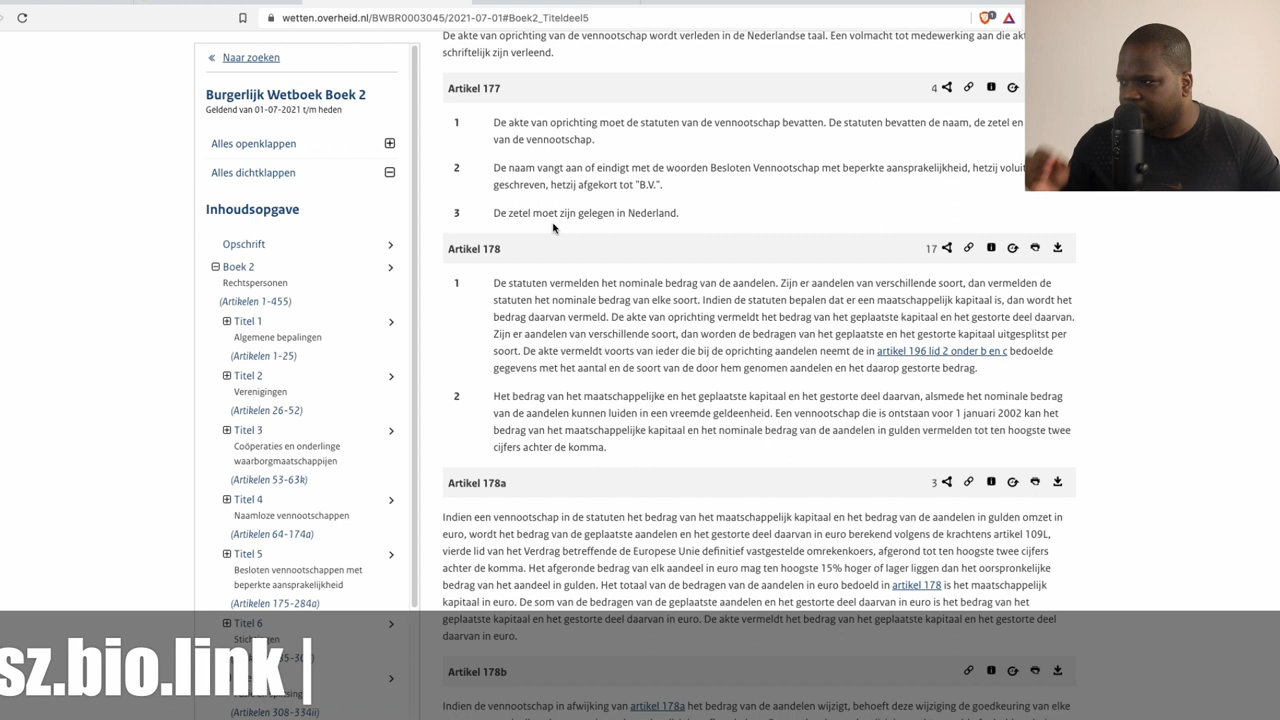 wetten.overheid.nl/BWBR0003045/2021-07-01#Boek2_Titeldeel5
1
« Naar zoeken
Burgerlijk Wetboek Boek 2
Geldend van 01-07-2021 t/m heden
Alles openklappen
Alles dichtklappen
Inhoudsopgave
Opschrift
Boek 2
Rechtspersonen
(Artikelen 1-455)
Titel 1
Algemene bepalingen
(Artikelen 1-25)
Titel 2
Verenigingen
(Artikelen 26-52)
Titel 3
Coöperaties en onderlinge
waarborgmaatschappijen
(Artikelen 53-63k)
Titel 4
Naamloze vennootschappen
(Artikelen 64-174a)
Titel 5
Besloten vennootschappen met
beperkte aansprakelijkheid
(Artikelen 175-284a)
Titel 6
(Artikelen 308-334ii)
De akte van oprichting van de vennootschap wordt verleden in de Nederlandse taal. Een volmacht tot medewerking aan die
schriftelijk zijn verleend.
Artikel 177
4
1 De akte van oprichting moet de statuten van de vennootschap bevatten. De statuten bevatten de naam, de zetel en
van de vennootschap.
2 De naam vangt aan of eindigt met de woorden Besloten Vennootschap met beperkte aansprakelijkheid, hetzij
geschreven, hetzij afgekort tot "B.V.".
3 De zetel moet zijn gelegen in Nederland.
Artikel 178
17
1 De statuten vermelden het nominale bedrag van de aandelen. Zijn er aandelen van verschillende soort, dan vermelden de
statuten het nominale bedrag van elke soort. Indien de statuten bepalen dat er een maatschappelijk kapitaal is, dan wordt het
bedrag daarvan vermeld. De akte van oprichting vermeldt het bedrag van het geplaatste kapitaal en het gestorte deel daarvan.
Zijn er aandelen van verschillende soort, dan worden de bedragen van het geplaatste en het gestorte kapitaal uitgesplitst per
soort. De akte vermeldt voorts van ieder die bij de oprichting aandelen neemt de in artikel 196 lid 2 onder b en c bedoelde
gegevens met het aantal en de soort van de door hem genomen aandelen en het daarop gestorte bedrag.
2 Het bedrag van het maatschappelijke en het geplaatste kapitaal en het gestorte deel daarvan, alsmede het nominale bedrag
van de aandelen kunnen luiden in een vreemde geldeenheid. Een vennootschap die is ontstaan voor 1 januari 2002 kan het
bedrag van het maatschappelijke kapitaal en het nominale bedrag van de aandelen in gulden vermelden tot ten hoogste twee
cijfers achter de komma.
Artikel 178a
3
Indien een vennootschap in de statuten het bedrag van het maatschappelijk kapitaal en het bedrag van de aandelen in gulden omzet in
euro, wordt het bedrag van de geplaatste aandelen en het gestorte deel daarvan in euro berekend volgens de krachtens artikel 109L,
vierde lid van het Verdrag betreffende de Europese Unie definitief vastgestelde omrekenkoers, afgerond tot ten hoogste twee cijfers
achter de komma. Het afgeronde bedrag van elk aandeel in euro mag ten hoogste 15% hoger of lager liggen dan het oorspronkelijke
bedrag van het aandeel in gulden. Het totaal van de bedragen van de aandelen in euro bedoeld in artikel 178 is het maatschappelijk
kapitaal in euro. De som van de bedragen van de geplaatste aandelen en het gestorte deel daarvan in euro is het bedrag van het
geplaatste kapitaal en het gestorte deel daarvan in euro. De akte vermeldt het bedrag van het geplaatste kapitaal en het gestorte deel
daarvan in euro.
Artikel 178b
Indien de vennootschap in afwijking van artikel 178a het bedrag van de aandelen wijzigt, behoeft deze wijziging de goedkeuring van elke
sz.bio.link |